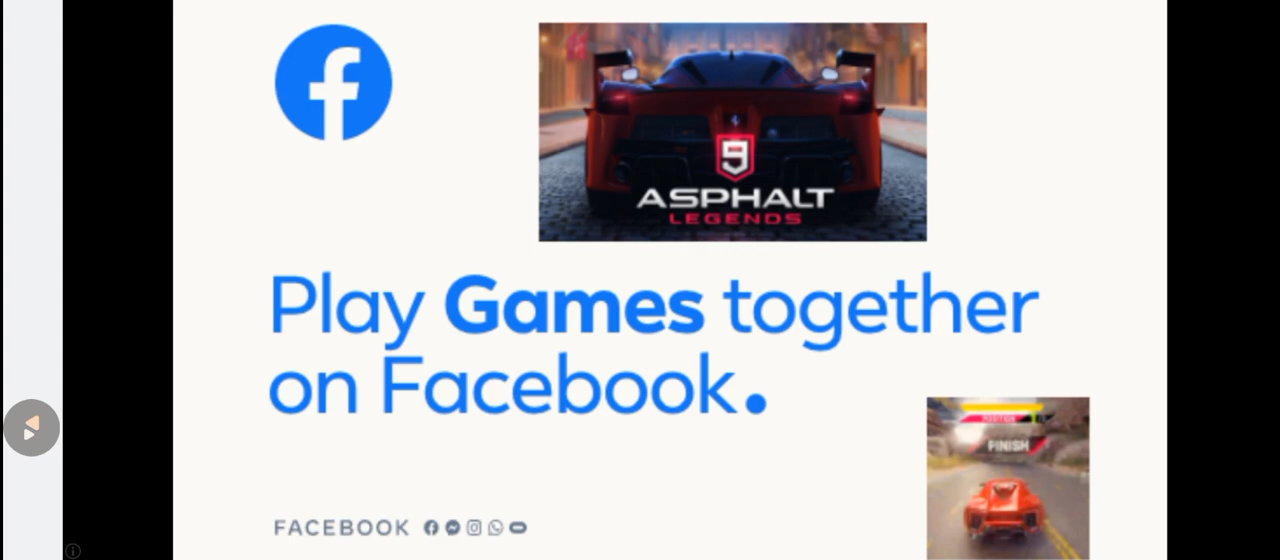 9
ASPHALT
LEGENDS
Play Games together
on Facebook.
FINISH
FACEBOOK